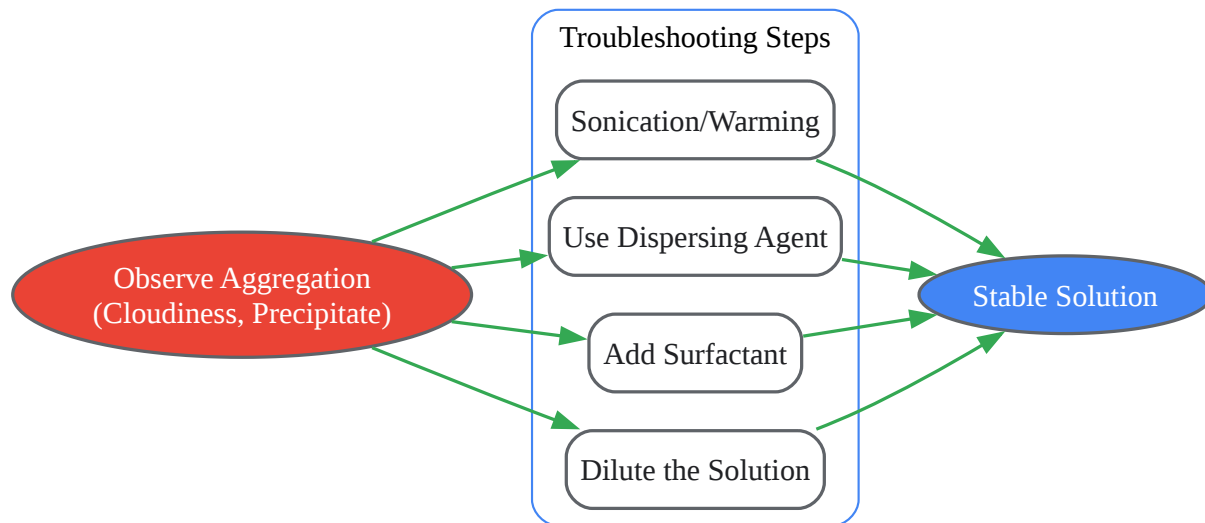 Troubleshooting Steps
Sonication/Warming
Use Dispersing Agent
Observe Aggregation
(Cloudiness, Precipitate)
Stable Solution
Add Surfactant
Dilute the Solution